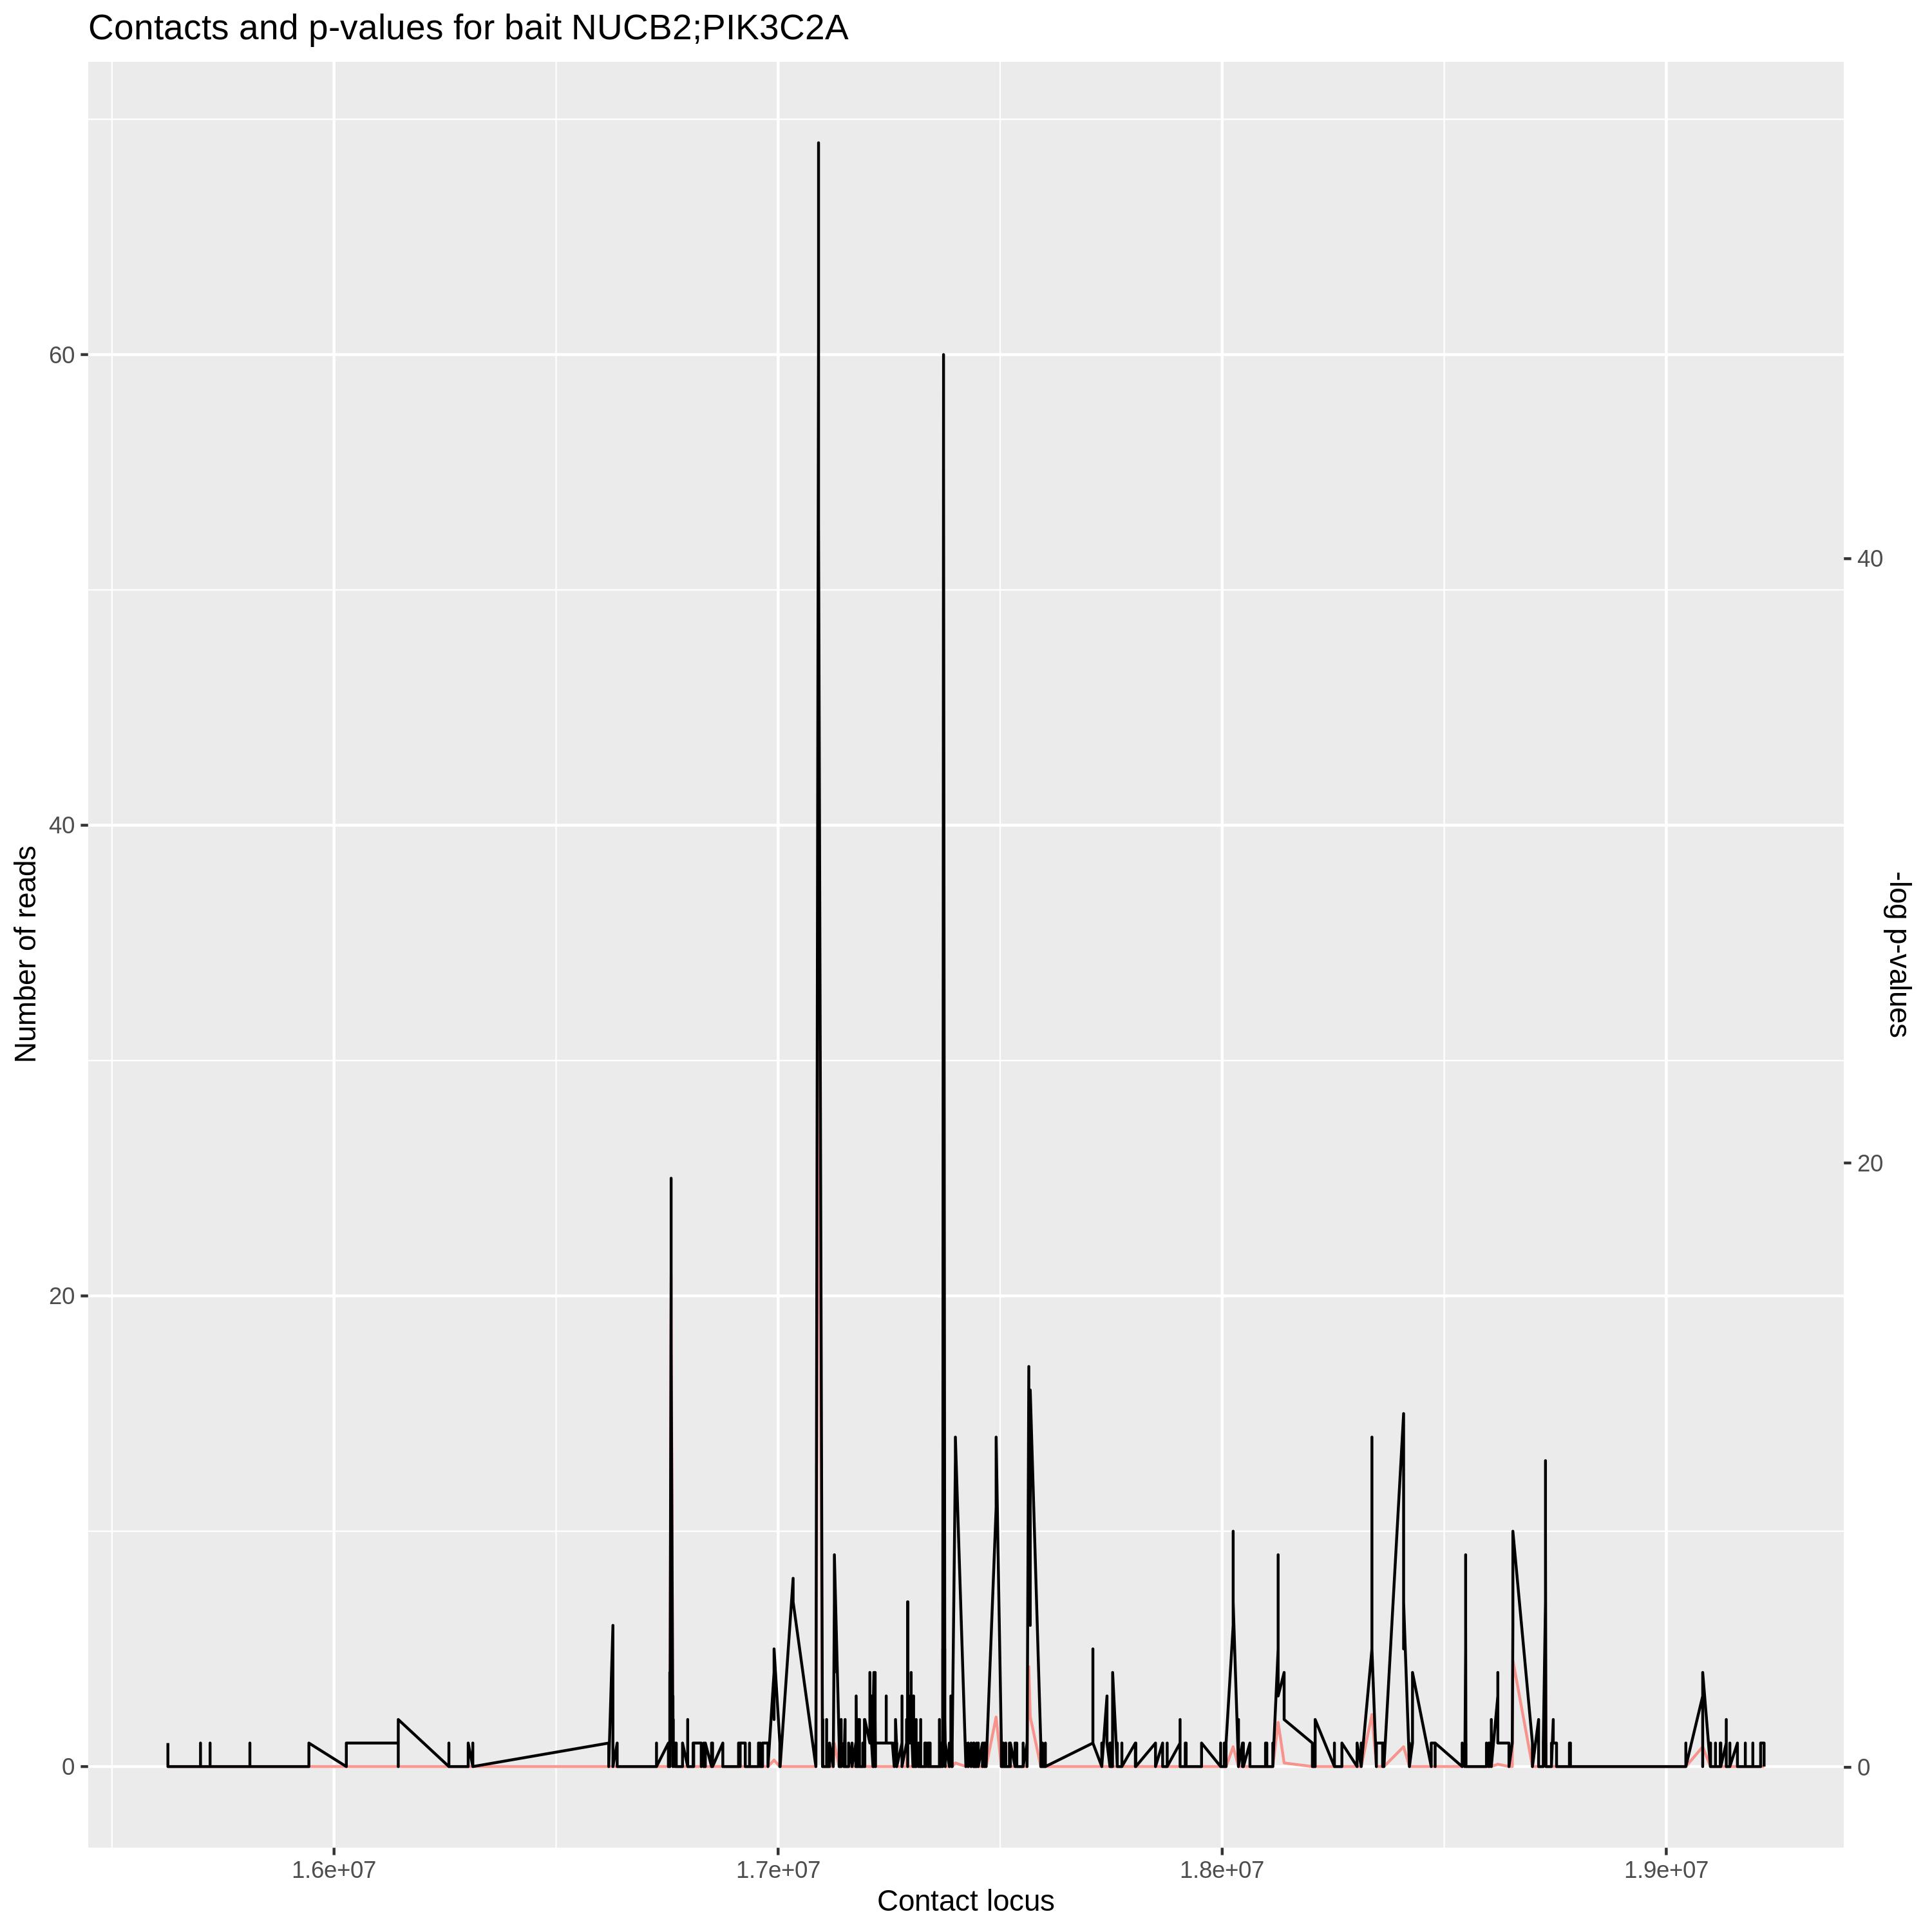 Contacts and p-values for bait NUCB2;PIK3C2A
60
40
20
0
Number of reads
40
20
0
-log p-values
1.6e+07
1.7e+07
1.8e+07
1.9e+07
Contact locus